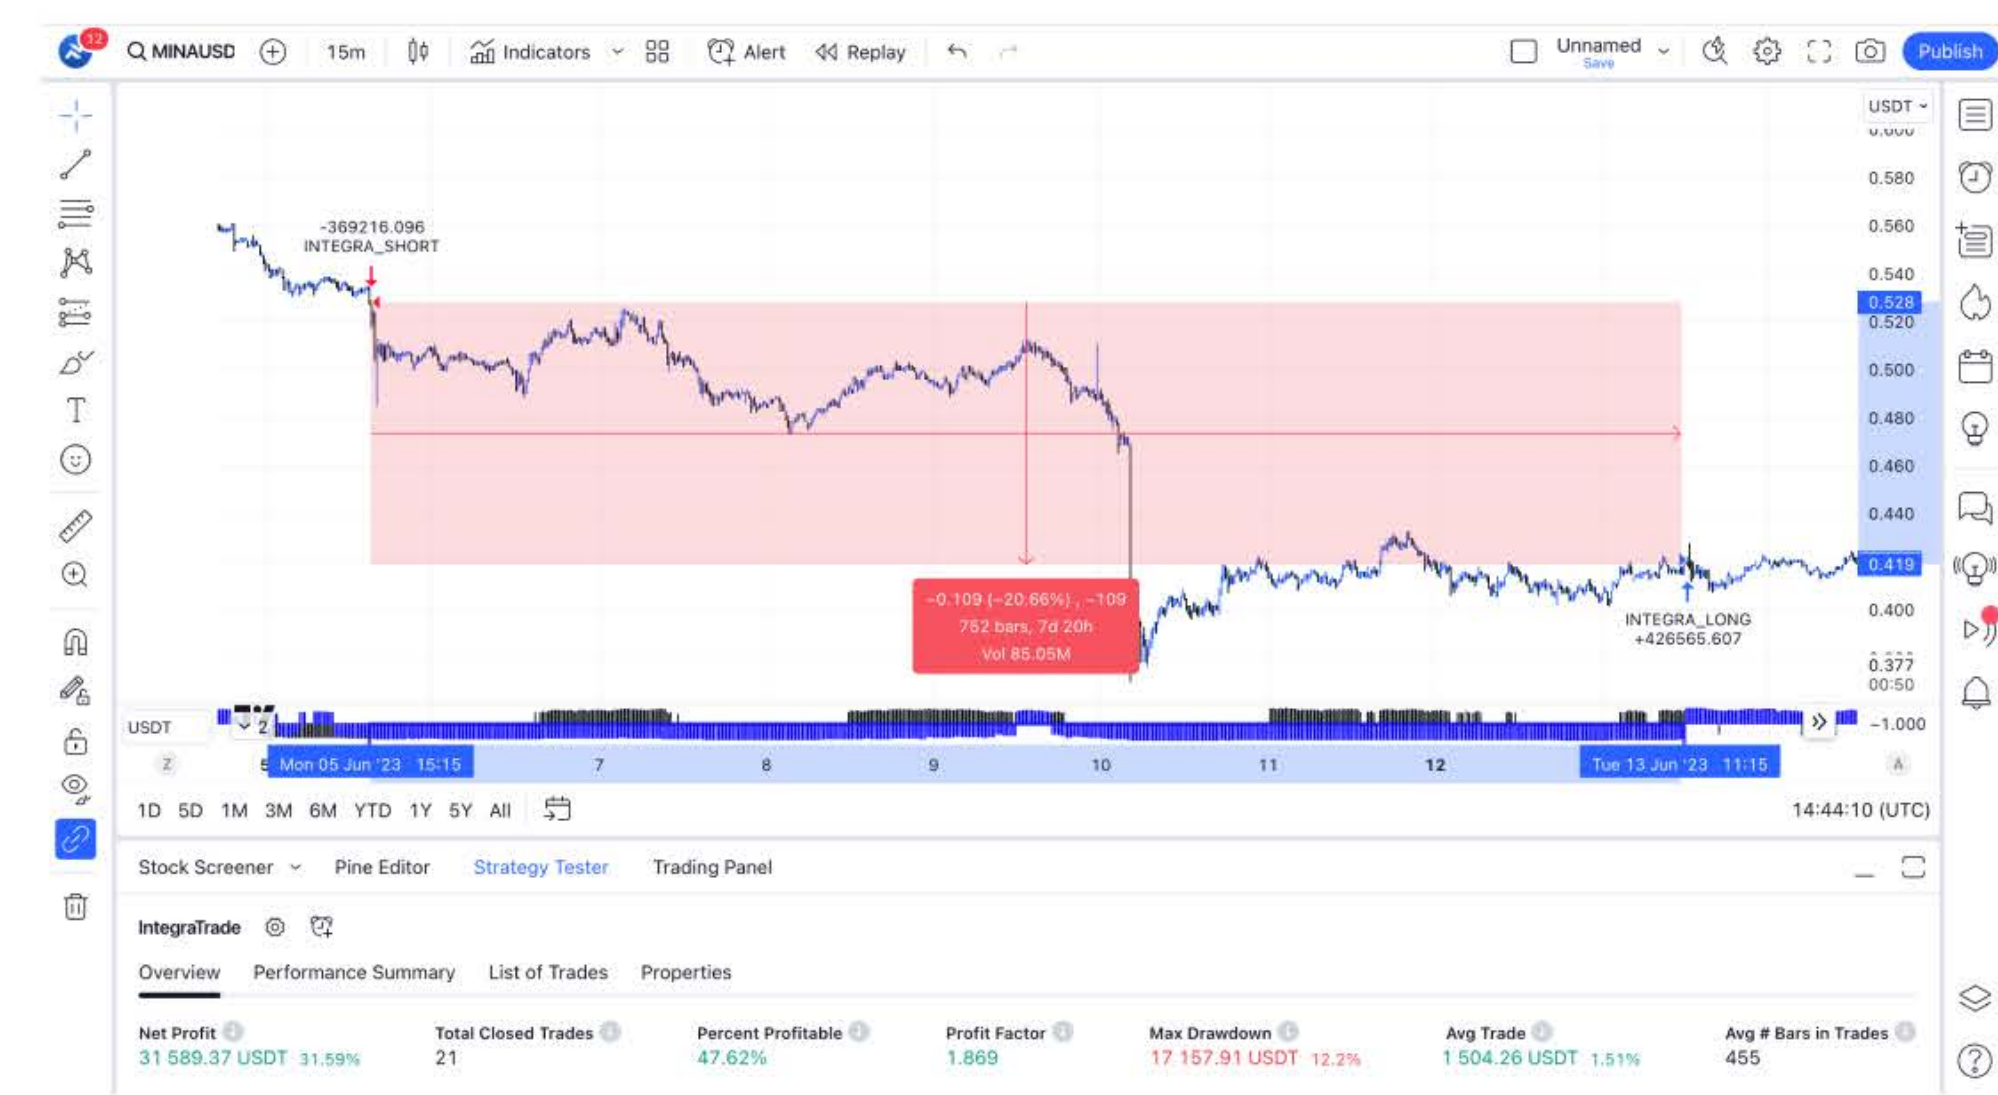 12
MINAUSD
15m
Indicators
Alert
Replay
Unnamed
Save
Publish
USDT
0.600
0.580
0.560
0.540
0.528
0.520
0.500
0.480
0.460
0.440
0.419
0.400
0.377
00:50
-369216.096
INTEGRA_SHORT
−0.109 (−20.66%) , −109
752 bars, 7d 20h
Vol 85.05M
INTEGRA_LONG
+426565.607
USDT
2
−1.000
Z
5
Mon 05 Jun '23 15:15
7
8
9
10
11
12
Tue 13 Jun '23 11:15
A
1D 5D 1M 3M 6M YTD 1Y 5Y All
14:44:10 (UTC)
Stock Screener Pine Editor Strategy Tester Trading Panel
IntegraTrade
Overview Performance Summary List of Trades Properties
Net Profit Total Closed Trades Percent Profitable Profit Factor Max Drawdown Avg Trade Avg # Bars in Trades
31 589.37 USDT 31.59% 21 47.62% 1.869 17 157.91 USDT 12.2% 1 504.26 USDT 1.51% 455